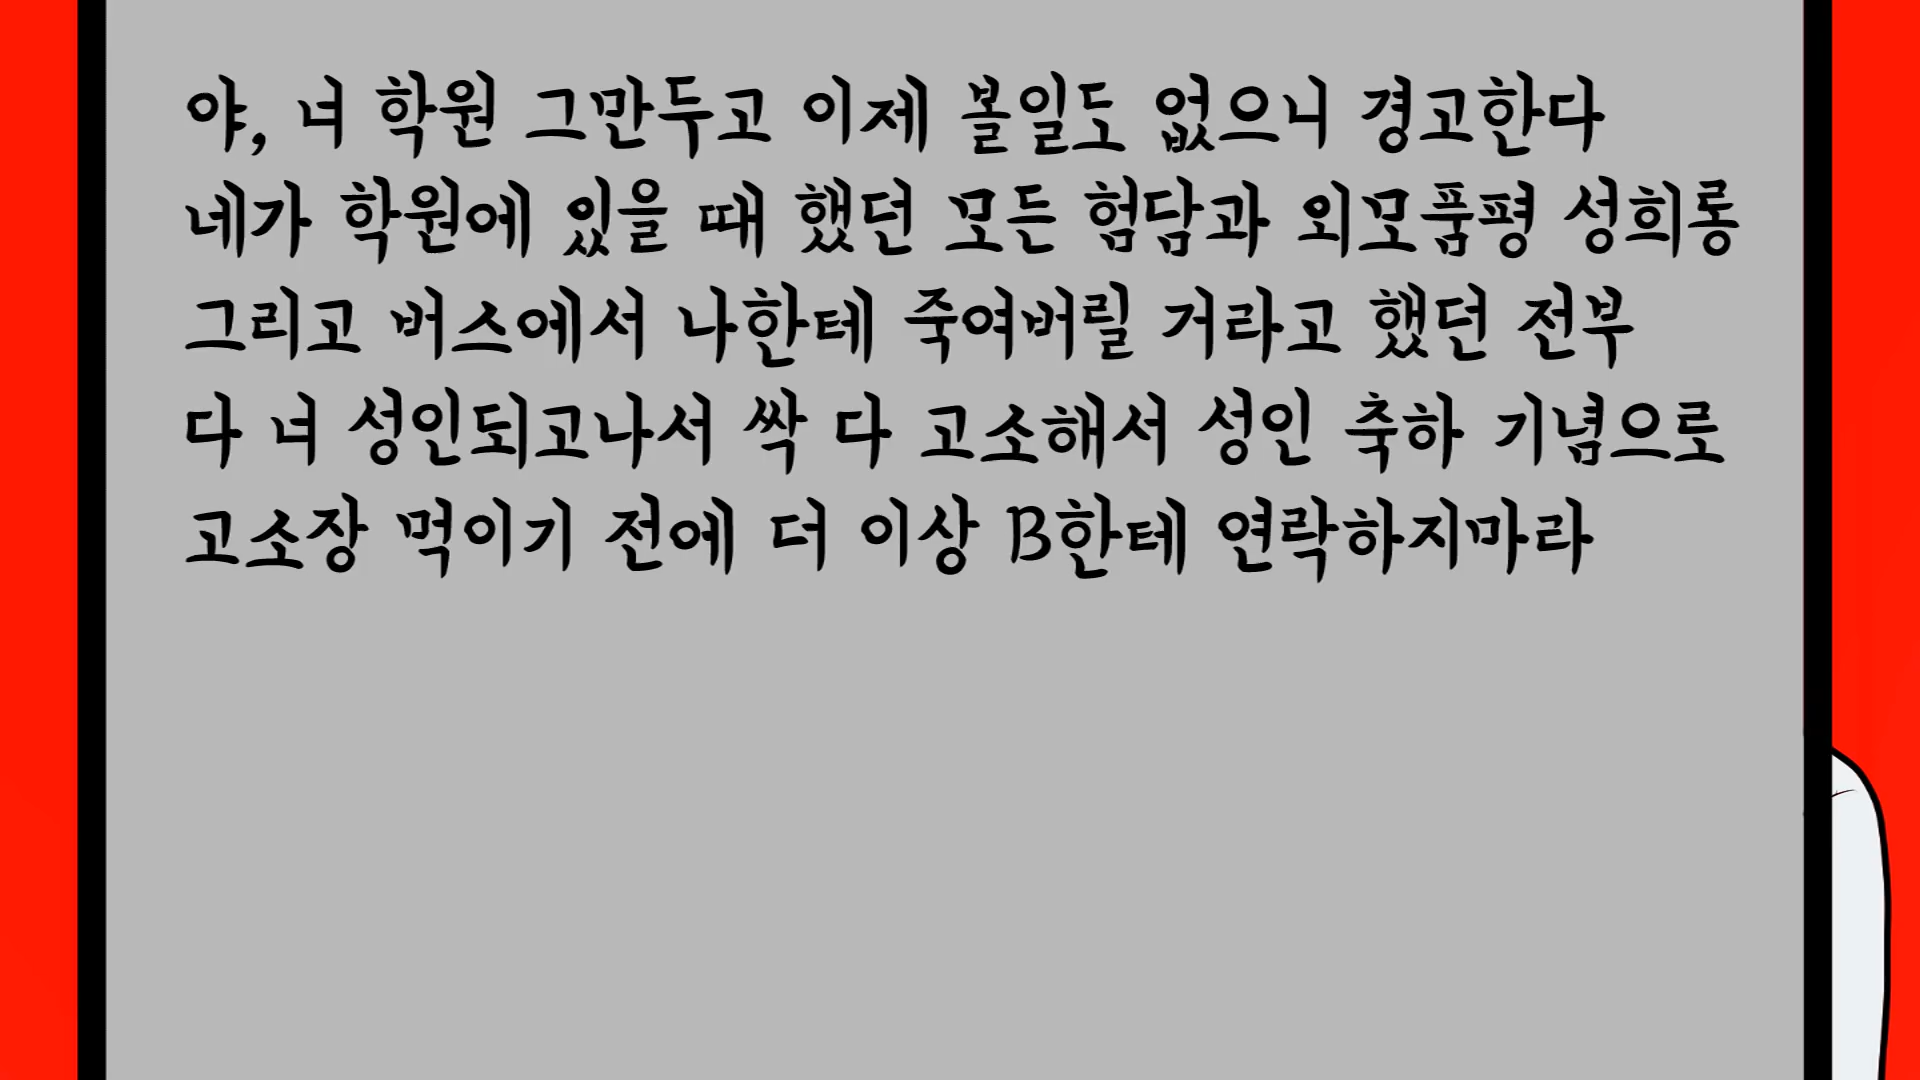 야, 너 학원 그만두고 이제 볼일도 없으니 경고한다
네가 학원에 있을 때 했던 모든 험담과 외모품평 성희롱
그리고 버스에서 나한테 죽여버릴 거라고 했던 전부
다 너 성인되고나서 싹 다 고소해서 성인 축하 기념으로
고소장 먹이기 전에 더 이상 B한테 연락하지마라